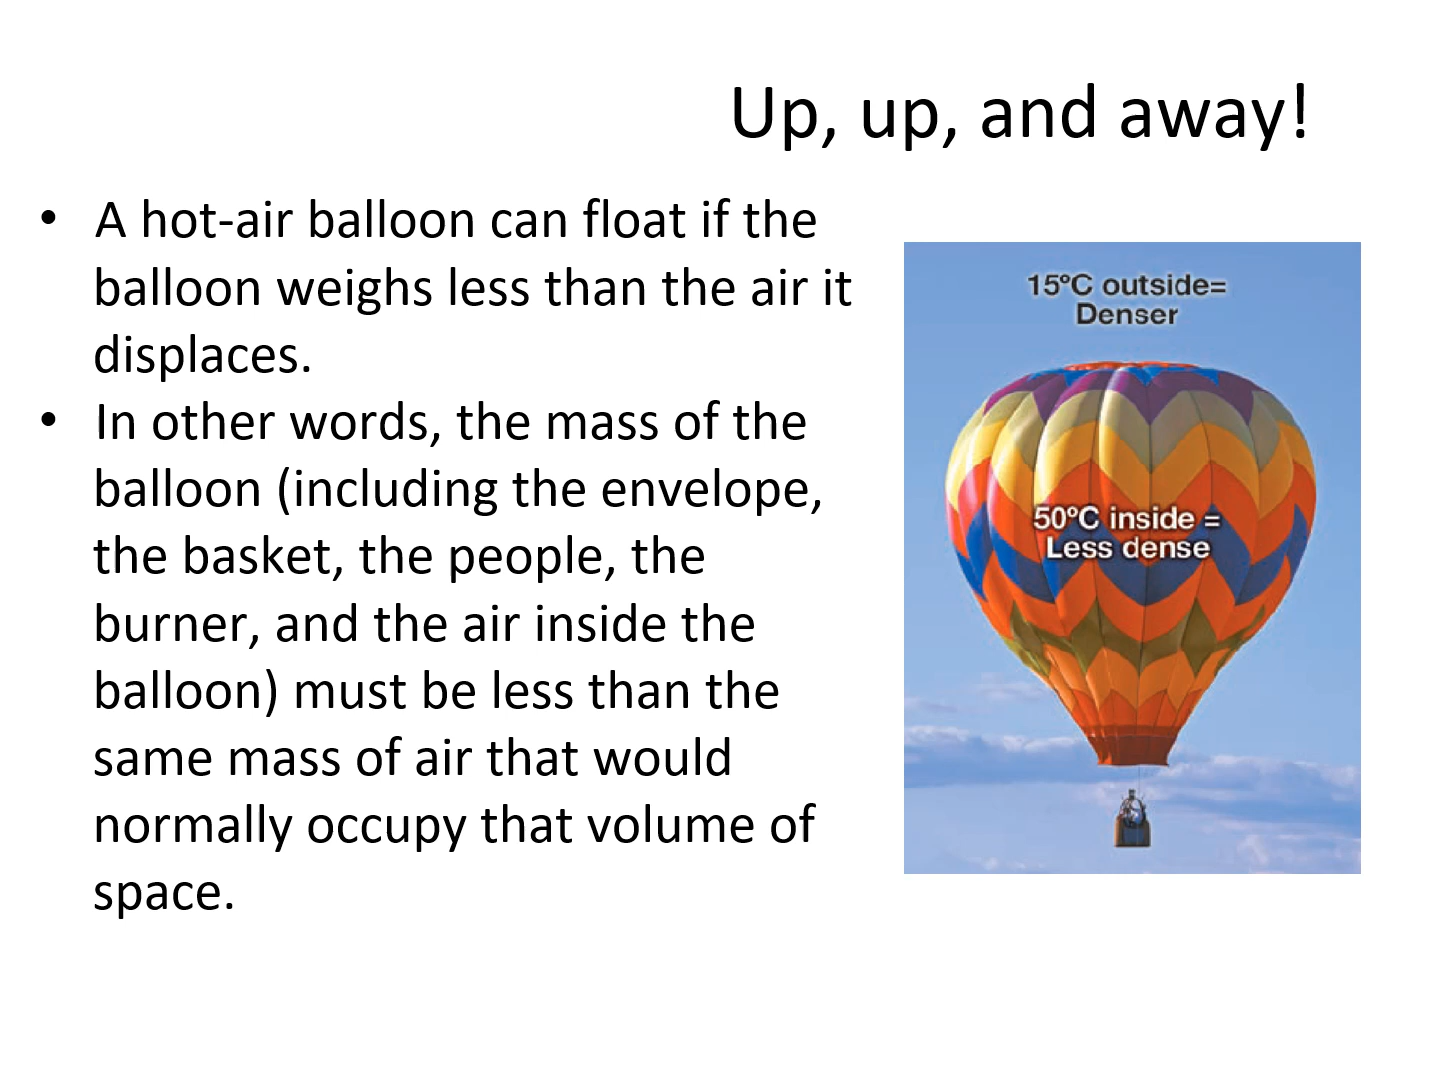 Up, up, and away!
• A hot-air balloon can float if the
balloon weighs less than the air it
displaces.
• In other words, the mass of the
balloon (including the envelope,
the basket, the people, the
burner, and the air inside the
balloon) must be less than the
same mass of air that would
normally occupy that volume of
space.
15ºC outside=
Denser
50ºC inside =
Less dense